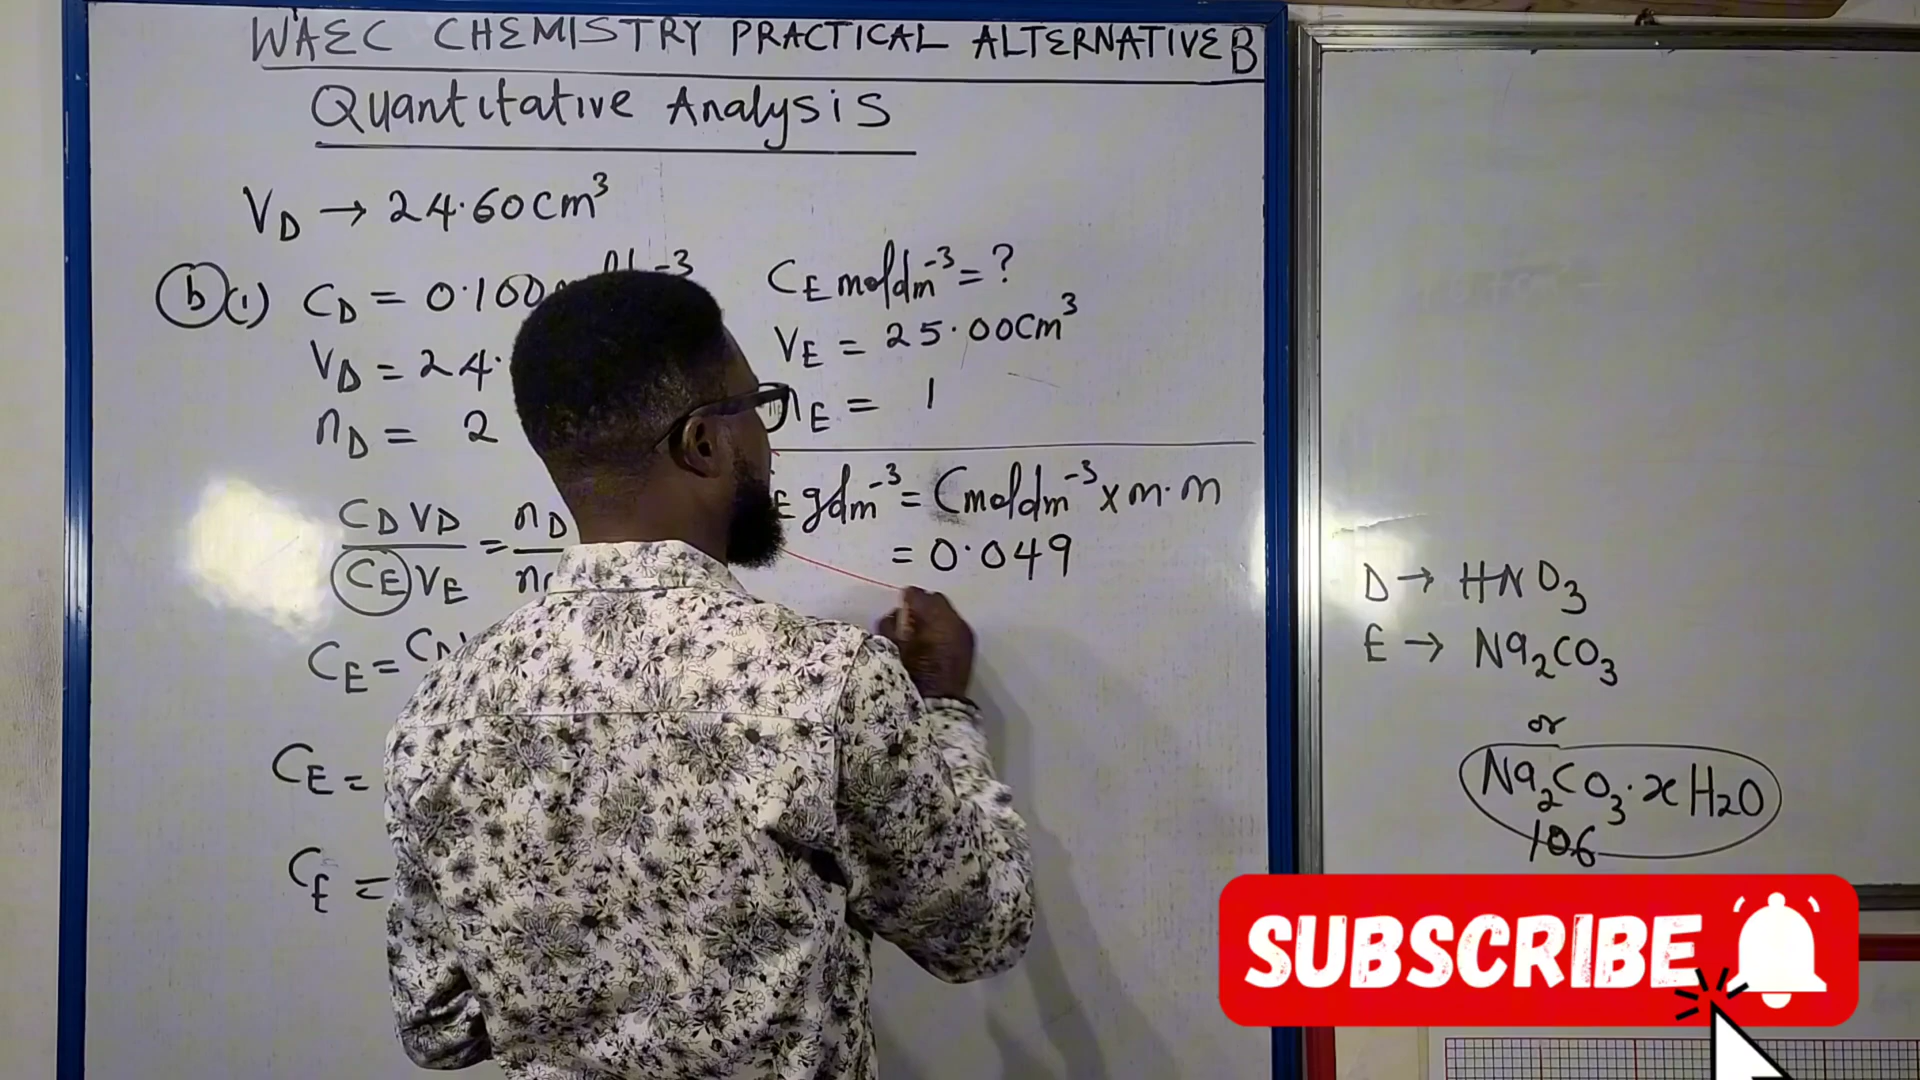 WAEC CHEMISTRY PRACTICAL ALTERNATIVE B
Quantitative Analysis
V_D → 24.60cm³
b (i) C_D = 0.100
V_D = 24.
n_D = 2
C_D V_D / C_E V_E = n_D
C_E =
C_E =
C_E =
C_E moldm⁻³ = ?
V_E = 25.00cm³
n_E = 1
E gdm⁻³ = C moldm⁻³ x m.m
= 0.049
D → HNO₃
E → Na₂CO₃
or
Na₂CO₃.xH₂O
106
SUBSCRIBE